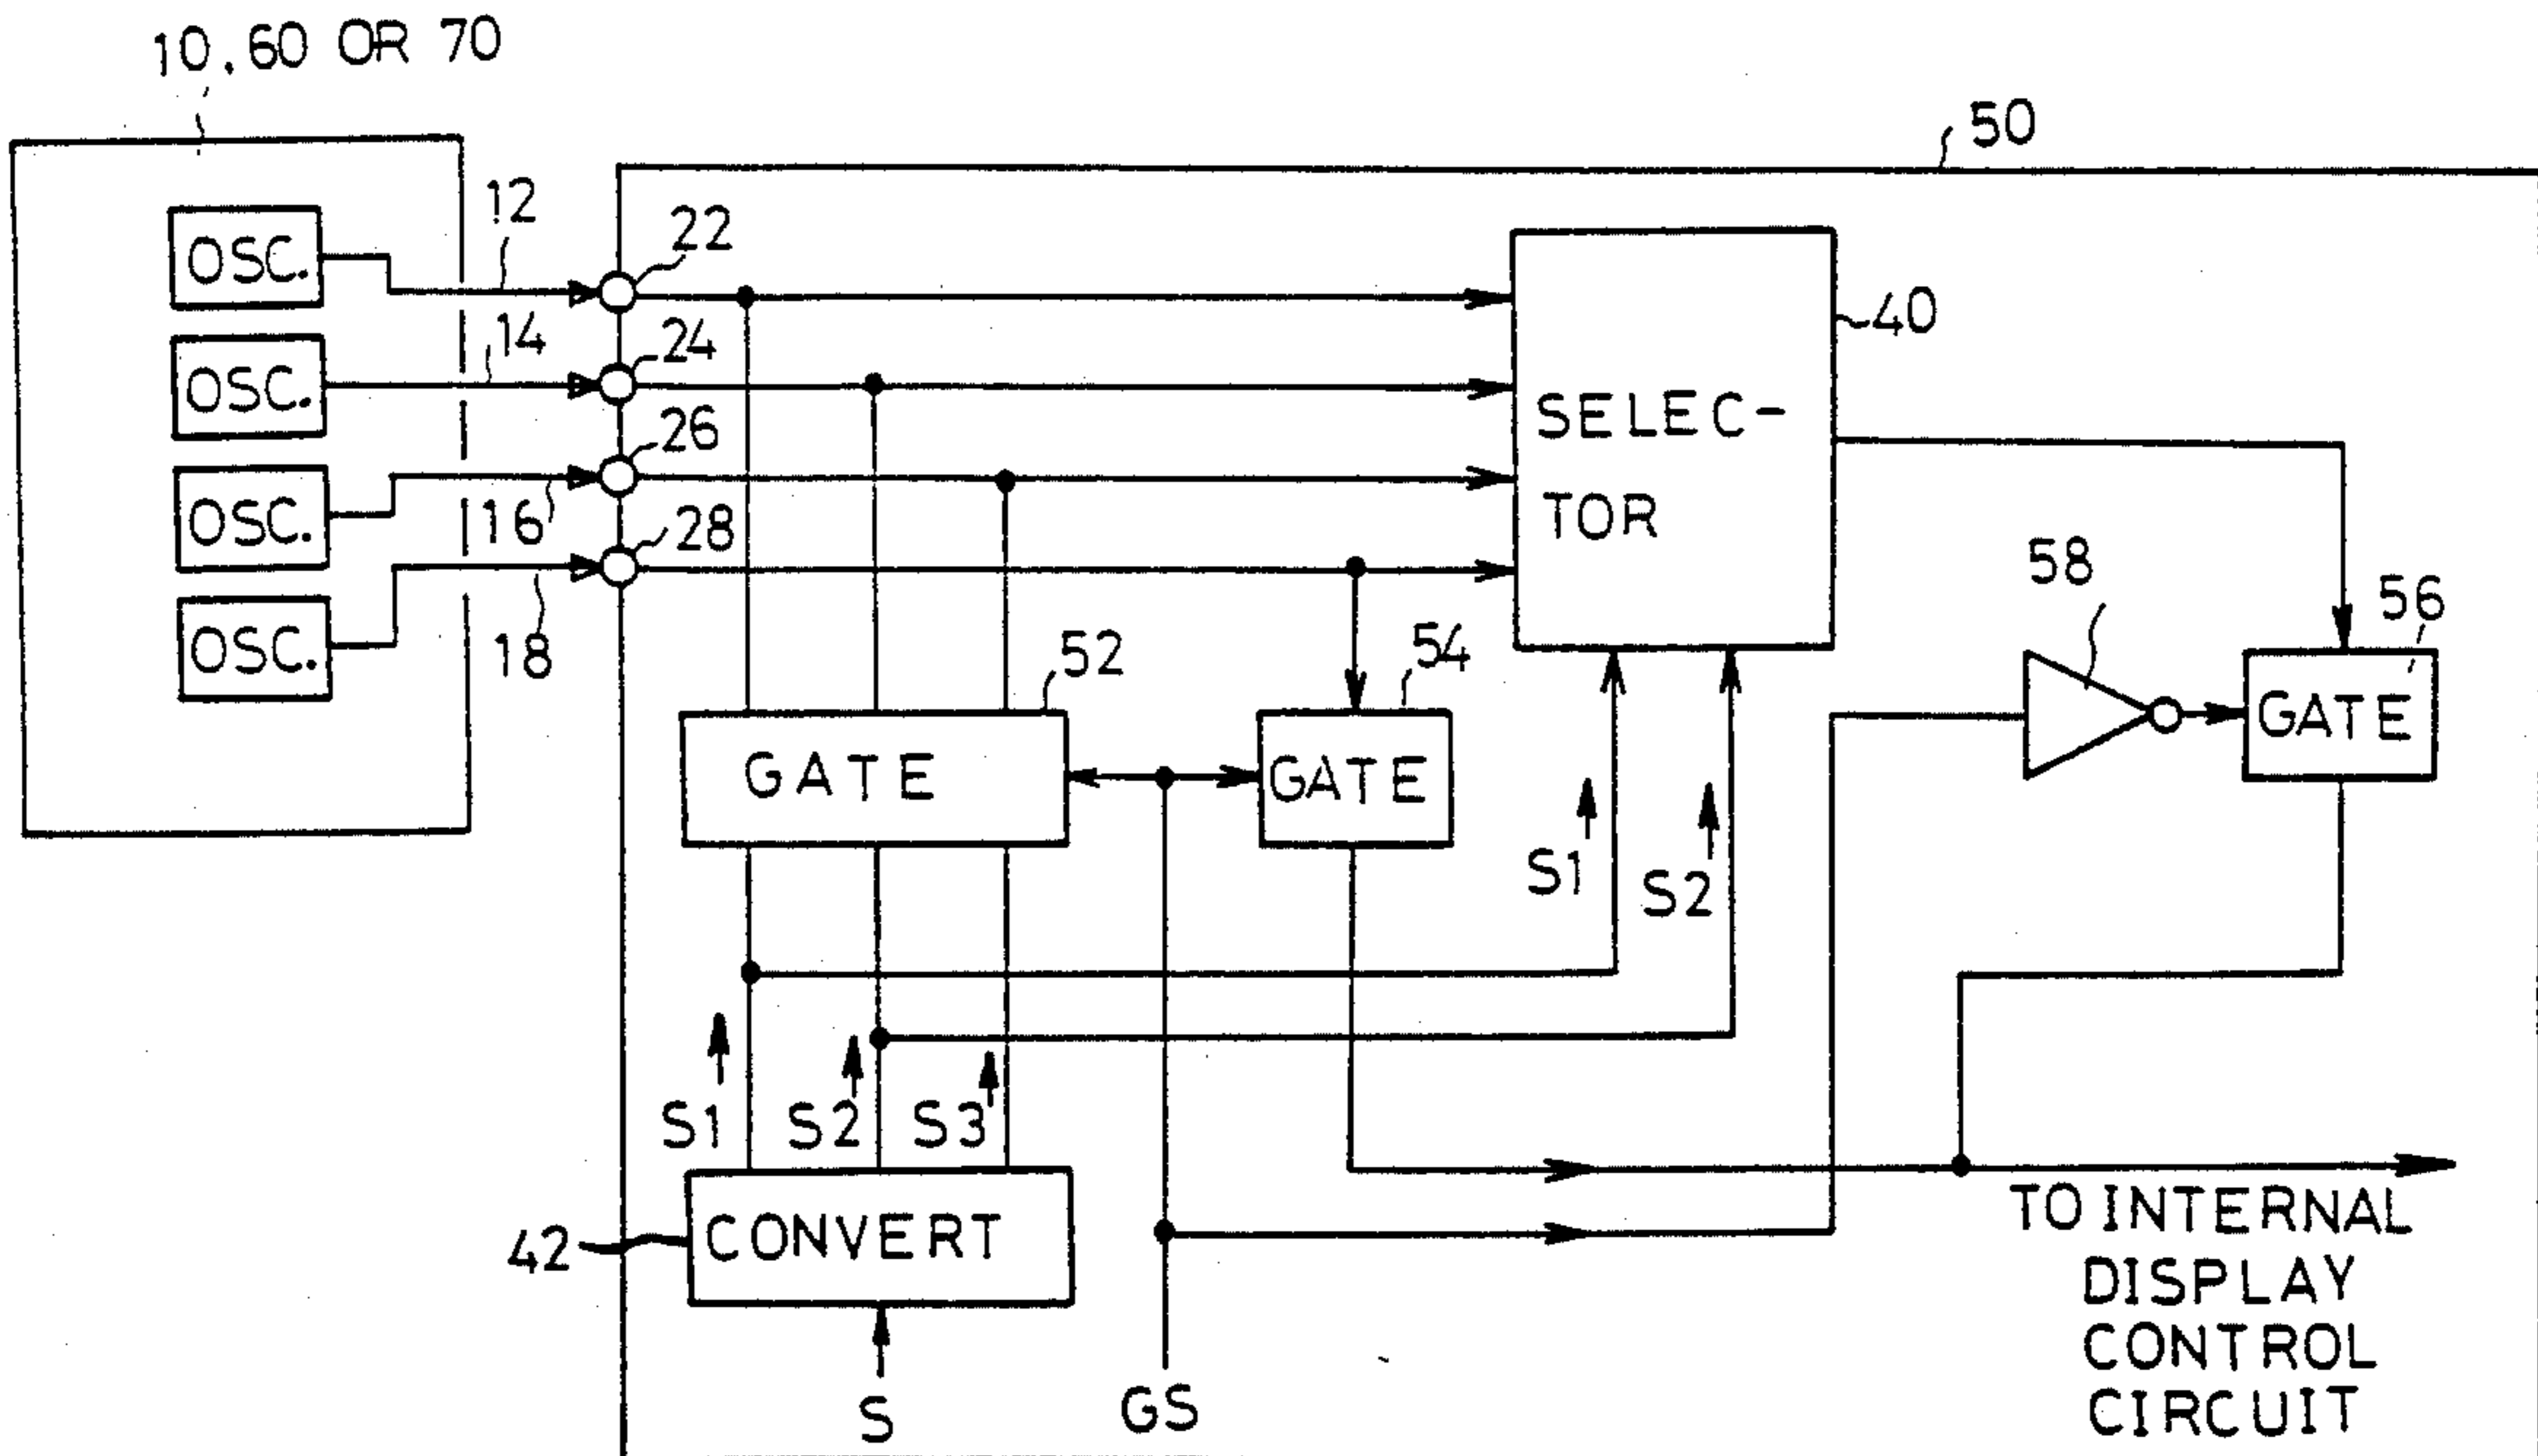 10, 60 OR 70
50
12
22
OSC.
40
14
24
OSC.
SELEC-
26
OSC.
16
TOR
28
58
56
OSC.
18
52
54
GATE
GATE
GATE
S1
S2
S1
S2
S3
TO INTERNAL
DISPLAY
CONTROL
CIRCUIT
42
CONVERT
S
GS